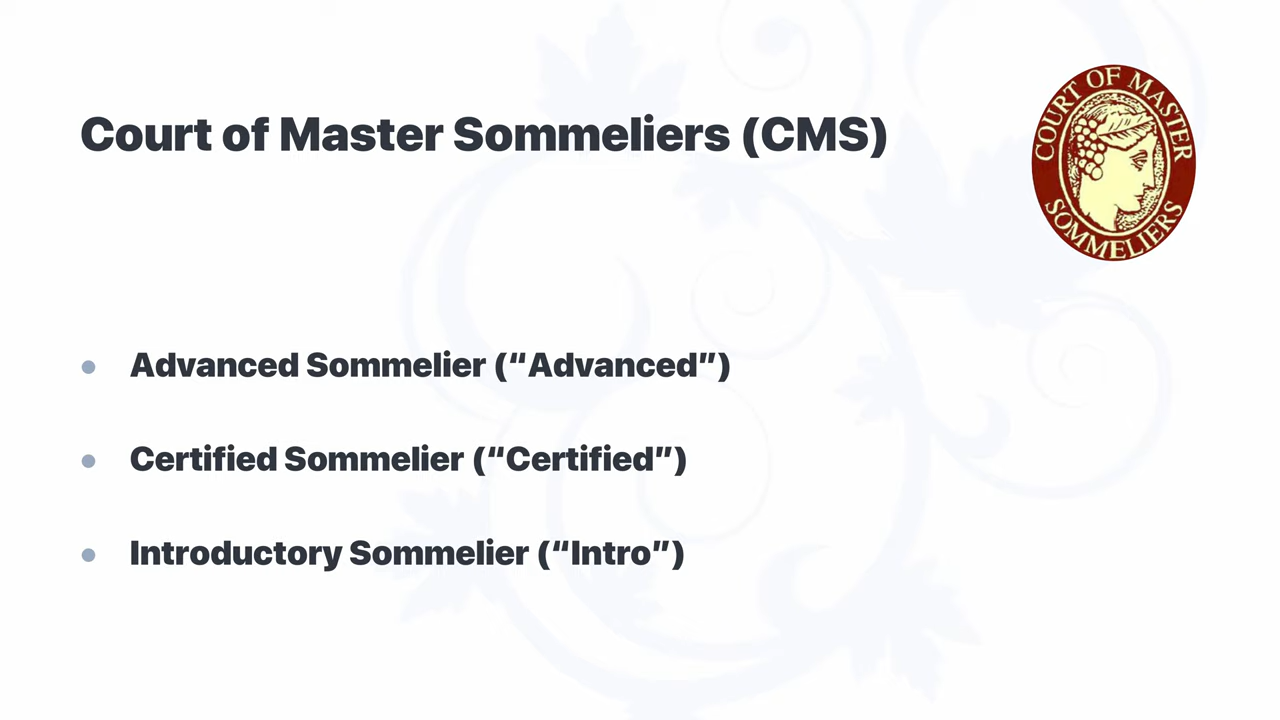 Court of Master Sommeliers (CMS)
COURT OF MASTER
SOMMELIERS
Advanced Sommelier (“Advanced”)
Certified Sommelier (“Certified”)
Introductory Sommelier (“Intro”)